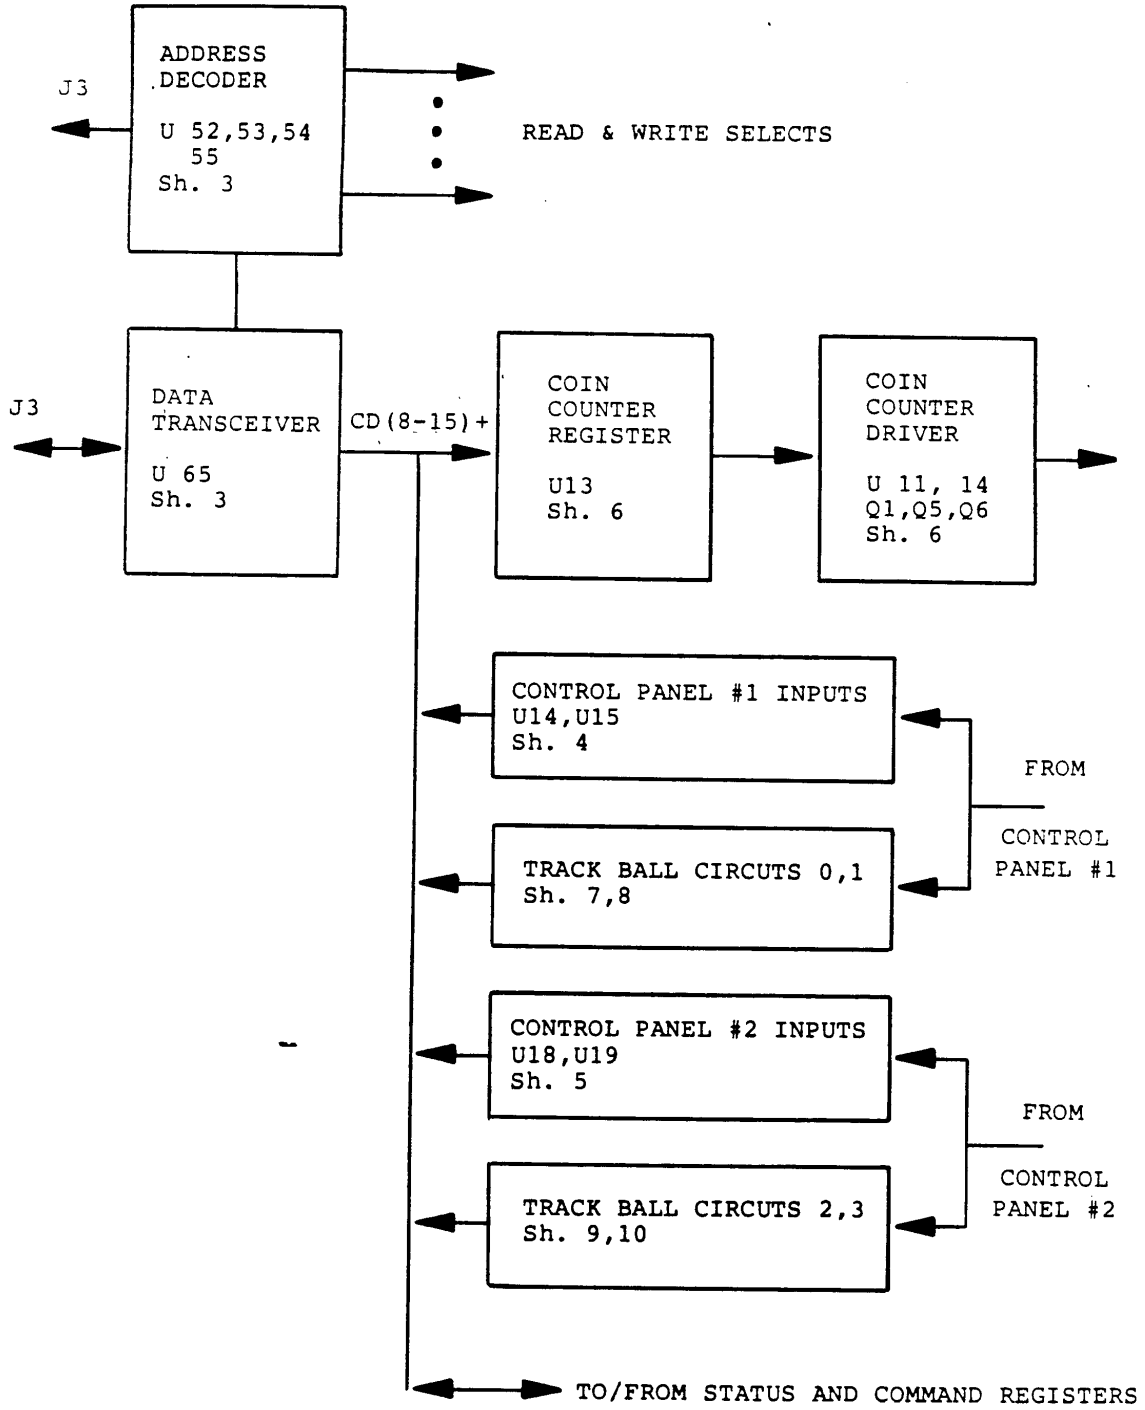 ADDRESS
DECODER
U 52,53,54
55
Sh. 3
J3
READ & WRITE SELECTS
J3
DATA
TRANSCEIVER
U 65
Sh. 3
CD(8-15)+
COIN
COUNTER
REGISTER
U13
Sh. 6
COIN
COUNTER
DRIVER
U 11, 14
Q1,Q5,Q6
Sh. 6
CONTROL PANEL #1 INPUTS
U14,U15
Sh. 4
TRACK BALL CIRCUTS 0,1
Sh. 7,8
FROM
CONTROL
PANEL #1
CONTROL PANEL #2 INPUTS
U18,U19
Sh. 5
TRACK BALL CIRCUTS 2,3
Sh. 9,10
FROM
CONTROL
PANEL #2
TO/FROM STATUS AND COMMAND REGISTERS